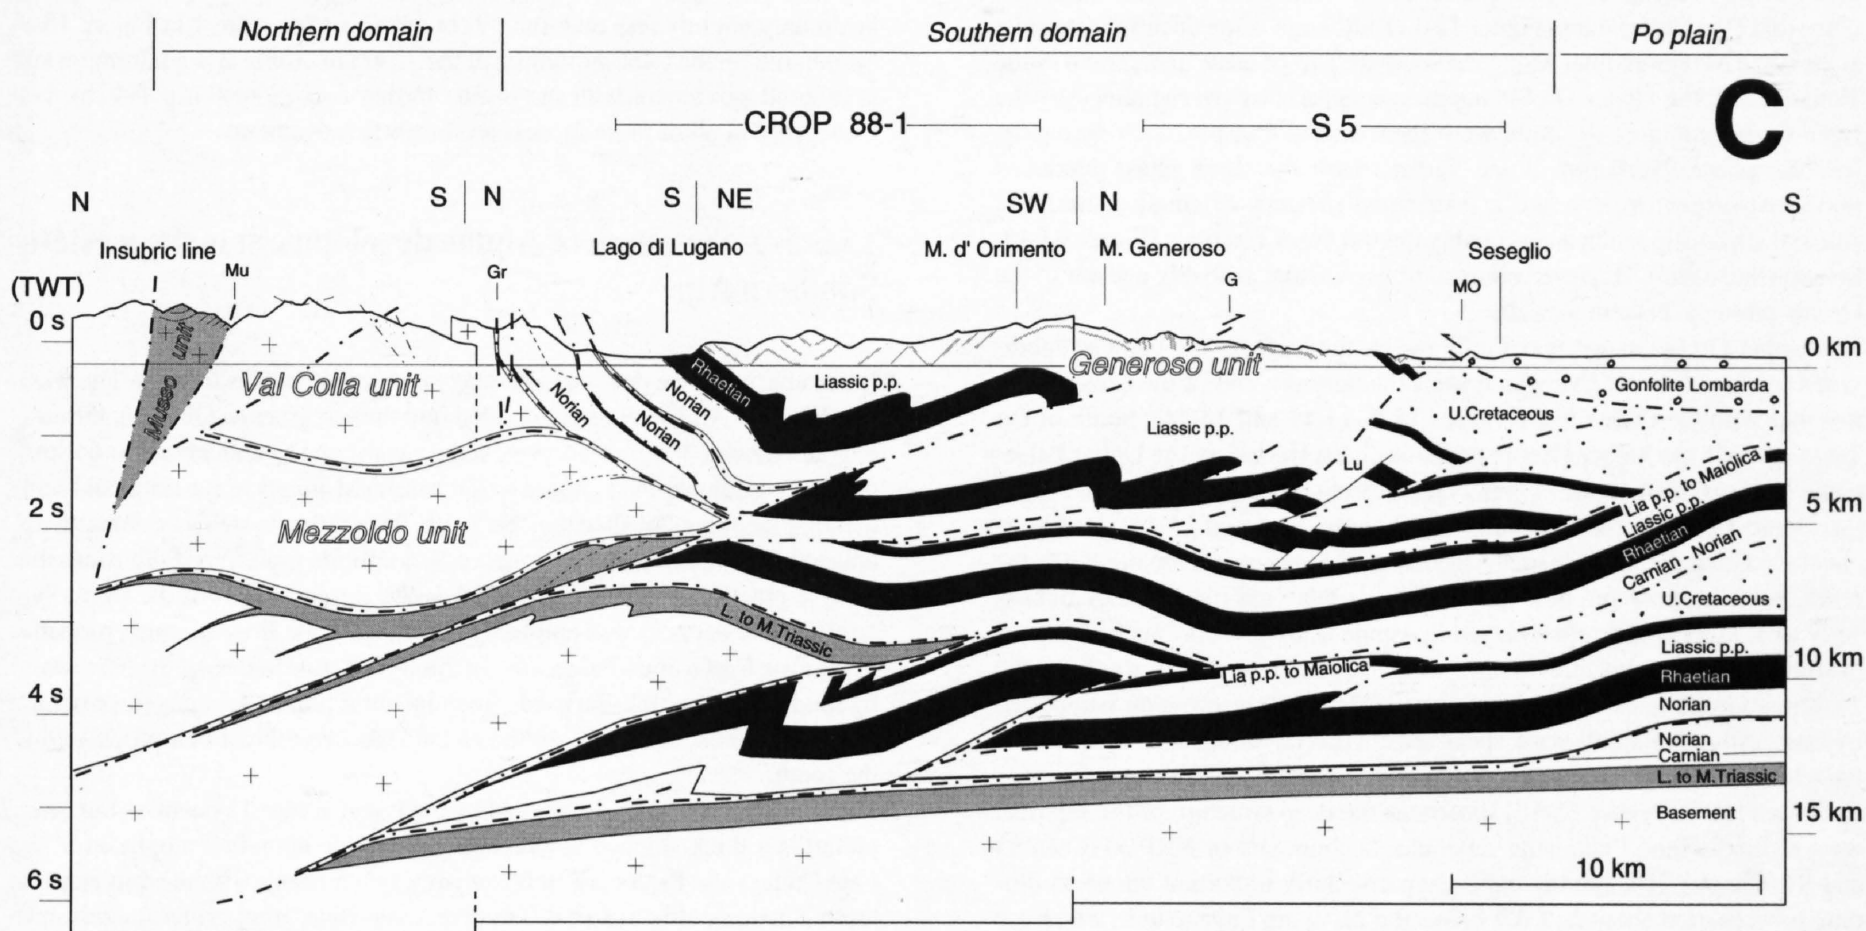 Northern domain
Southern domain
Po plain
C
CROP 88-1
S 5
N
S
N
S
NE
SW
N
S
Insubric line
Mu
Gr
Lago di Lugano
M. d' Orimento
M. Generoso
G
Seseglio
MO
(TWT)
0 s
2 s
4 s
6 s
0 km
5 km
10 km
15 km
Musso unit
Val Colla unit
Mezzoldo unit
Generoso unit
Norian
Norian
Norian
Rhaetian
Liassic p.p.
Liassic p.p.
Lu
U.Cretaceous
Gonfolite Lombarda
Lia p.p. to Maiolica
Liassic p.p.
Rhaetian
Carnian Norian
U.Cretaceous
L. to M.Triassic
Lia p.p. to Maiolica
Liassic p.p.
Rhaetian
Norian
Norian
Carnian
L. to M.Triassic
Basement
10 km